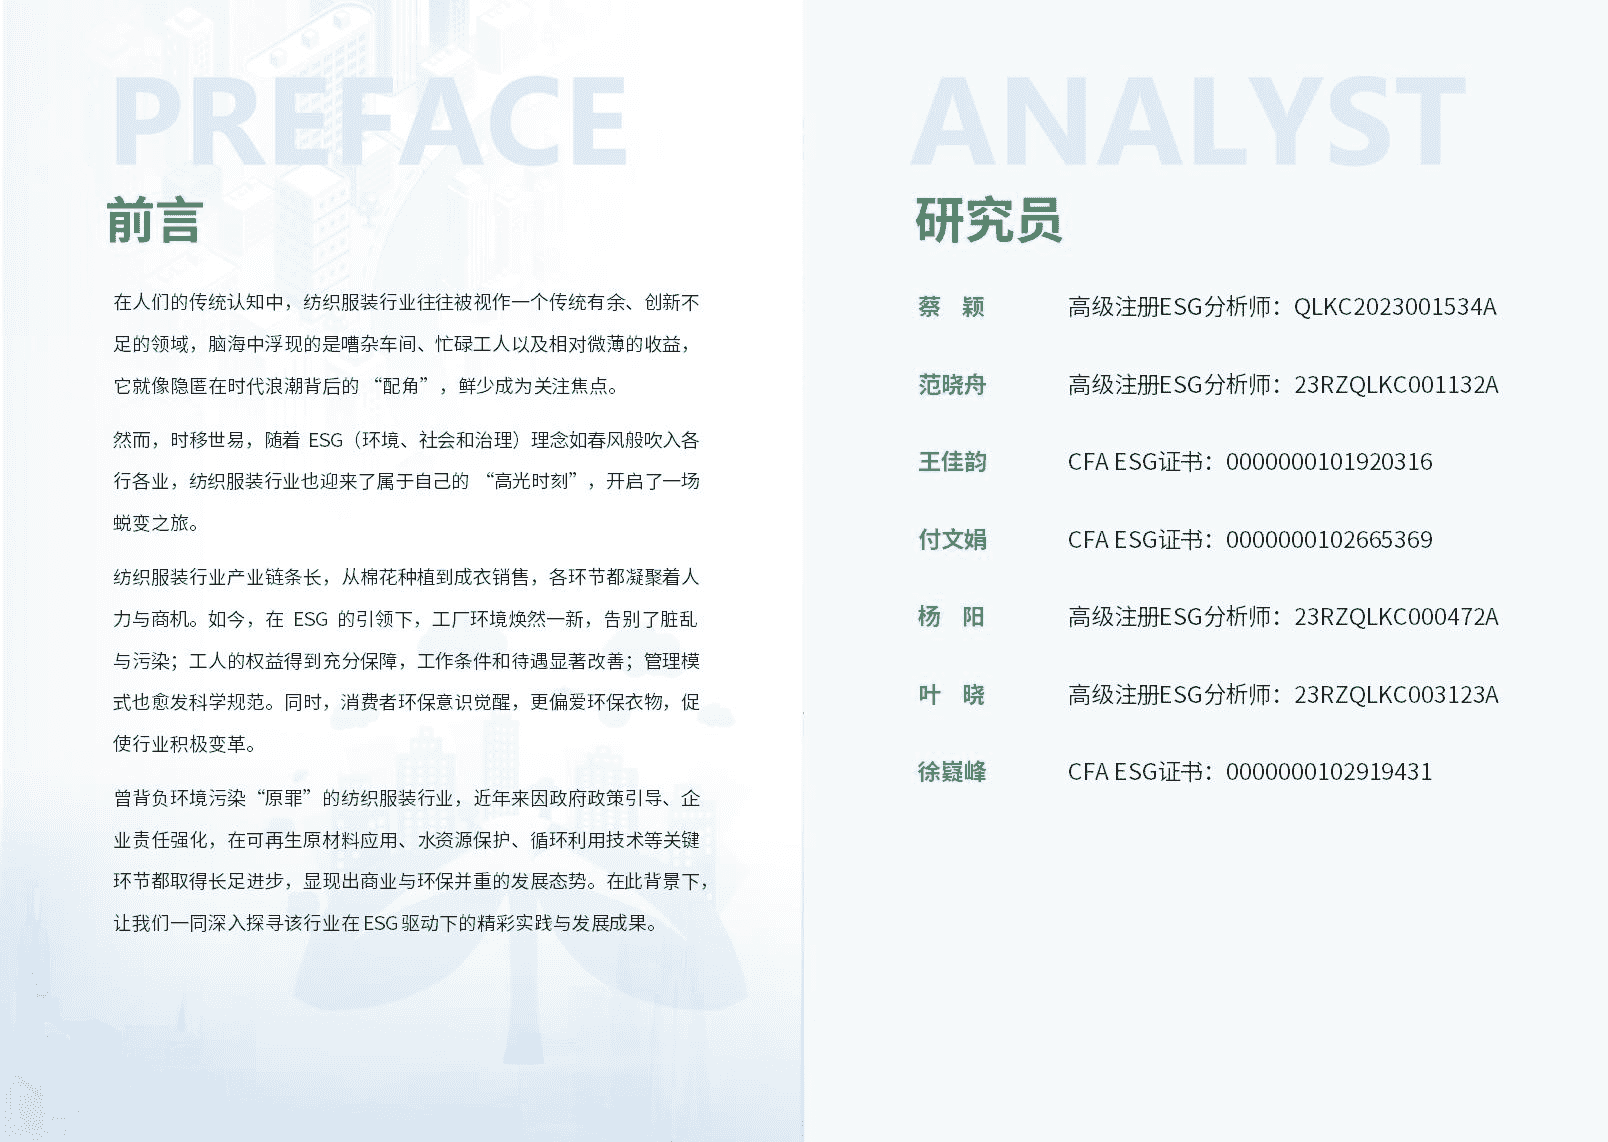 PREFACE
前言
在人们的传统认知中，纺织服装行业往往被视作一个传统有余、创新不
足的领域，脑海中浮现的是嘈杂车间、忙碌工人以及相对微薄的收益，
它就像隐匿在时代浪潮背后的“配角”，鲜少成为关注焦点。
然而，时移世易，随着 ESG（环境、社会和治理）理念如春风般吹入各
行各业，纺织服装行业也迎来了属于自己的“高光时刻”，开启了一场
蜕变之旅。
纺织服装行业产业链条长，从棉花种植到成衣销售，各环节都凝聚着人
力与商机。如今，在 ESG 的引领下，工厂环境焕然一新，告别了脏乱
与污染；工人的权益得到充分保障，工作条件和待遇显著改善；管理模
式也愈发科学规范。同时，消费者环保意识觉醒，更偏爱环保衣物，促
使行业积极变革。
曾背负环境污染“原罪”的纺织服装行业，近年来因政府政策引导、企
业责任强化，在可再生原材料应用、水资源保护、循环利用技术等关键
环节都取得长足进步，显现出商业与环保并重的发展态势。在此背景下，
让我们一同深入探寻该行业在 ESG 驱动下的精彩实践与发展成果。
ANALYST
研究员
蔡 颖 高级注册ESG分析师：QLKC2023001534A
范晓舟 高级注册ESG分析师：23RZQLKC001132A
王佳韵 CFA ESG证书：0000000101920316
付文娟 CFA ESG证书：0000000102665369
杨 阳 高级注册ESG分析师：23RZQLKC000472A
叶 晓 高级注册ESG分析师：23RZQLKC003123A
徐嶷峰 CFA ESG证书：0000000102919431